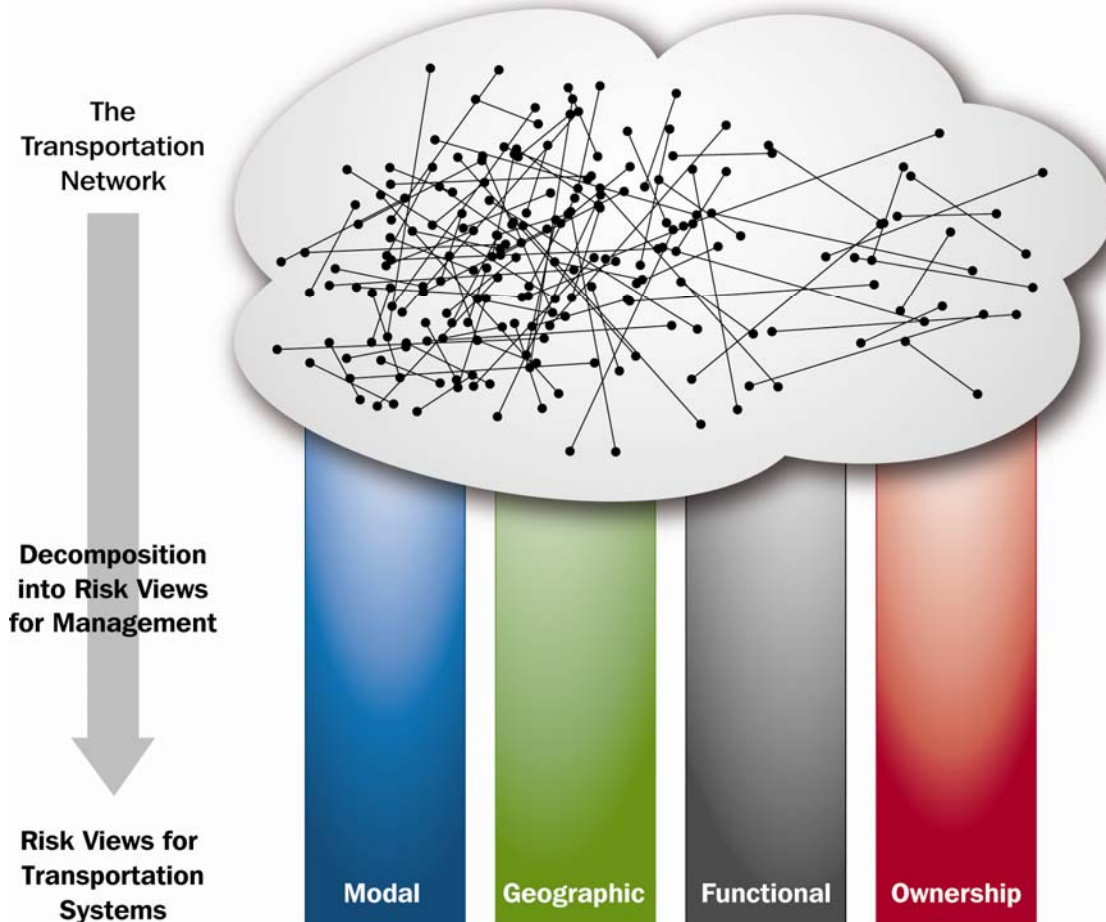 The
Transportation
Network
Decomposition
into Risk Views
for Management
Risk Views for
Transportation
Systems
Modal
Geographic
Functional
Ownership